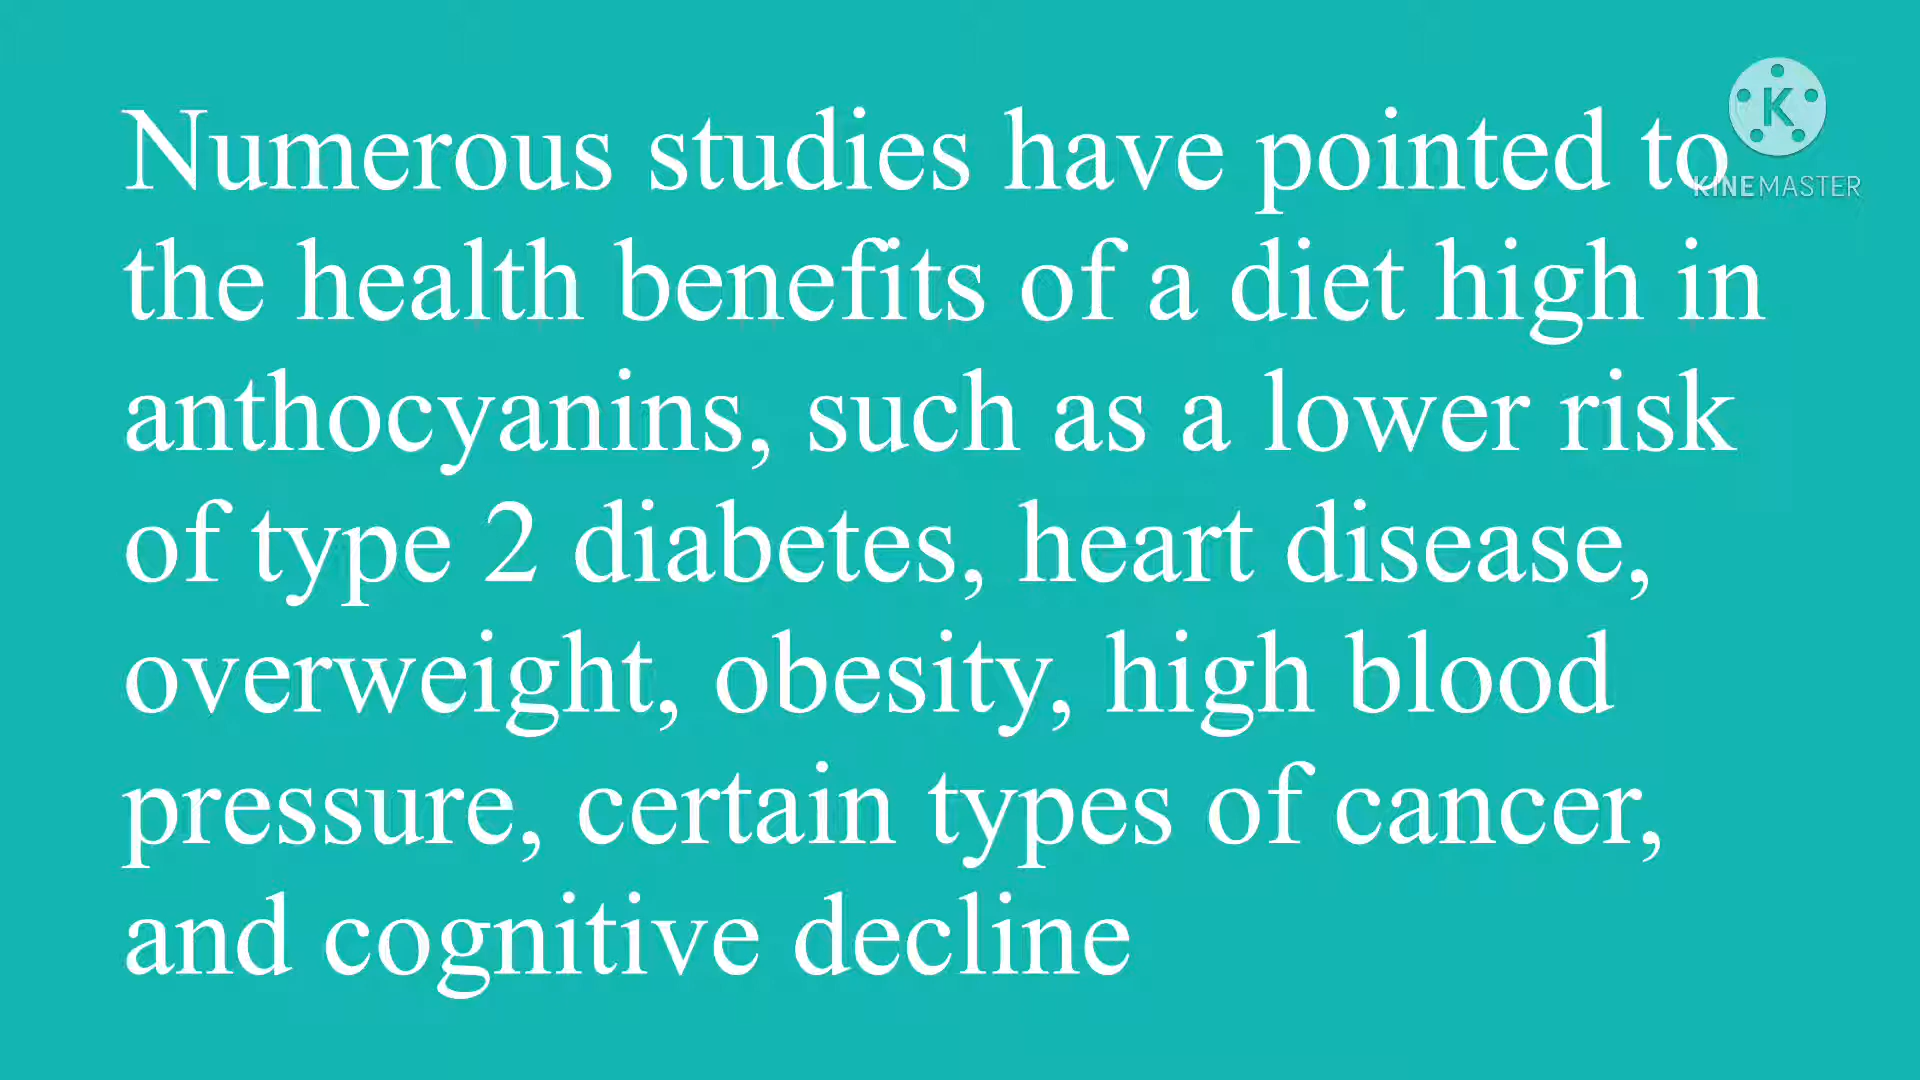 Numerous studies have pointed to
KINEMASTER
the health benefits of a diet high in
anthocyanins, such as a lower risk
of type 2 diabetes, heart disease,
overweight, obesity, high blood
pressure, certain types of cancer,
and cognitive decline